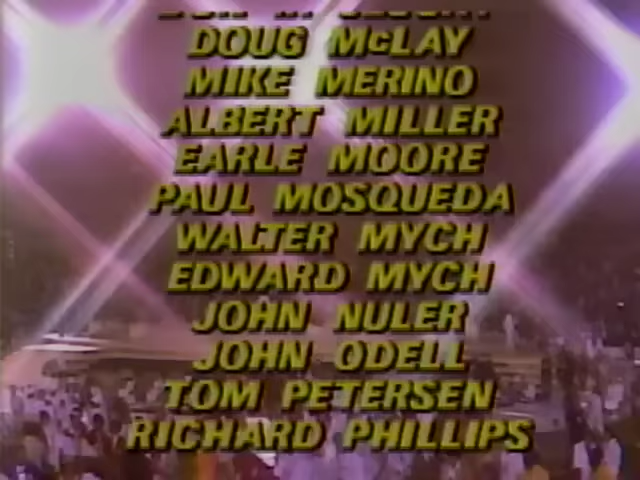 DOUG McLAY
MIKE MERINO
ALBERT MILLER
EARLE MOORE
PAUL MOSQUEDA
WALTER MYCH
EDWARD MYCH
JOHN NULER
JOHN ODELL
TOM PETERSEN
RICHARD PHILLIPS